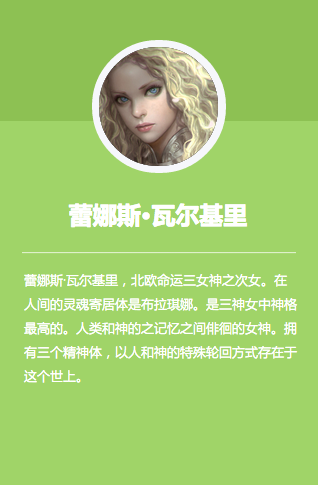 蕾娜斯·瓦尔基里
蕾娜斯·瓦尔基里，北欧命运三女神之次女。在
人间的灵魂寄居体是布拉琪娜。是三神女中神格
最高的。人类和神的之记忆之间俳徊的女神。拥
有三个精神体，以人和神的特殊轮回方式存在于
这个世上。